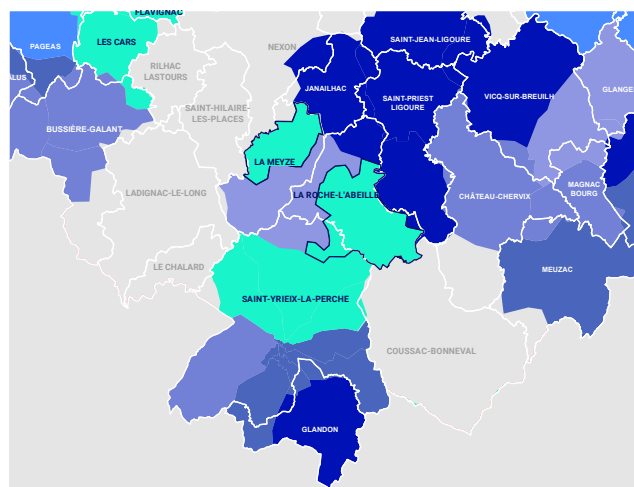 FLAVIGNAC
LES CARS
PAGEAS
NEXON
SAINT-JEAN-LIGOURE
RILHAC
LASTOURS
ALUS
JANAILHAC
SAINT-PRIEST
LIGOURE
VICQ-SUR-BREUILH
GLANGE
SAINT-HILAIRE-
LES-PLACES
BUSSIÈRE-GALANT
LA MEYZE
LADIGNAC-LE-LONG
LA ROCHE-L'ABEILLE
CHÂTEAU-CHERVIX
MAGNAC
BOURG
LE CHALARD
MEUZAC
SAINT-YRIEIX-LA-PERCHE
COUSSAC-BONNEVAL
GLANDON